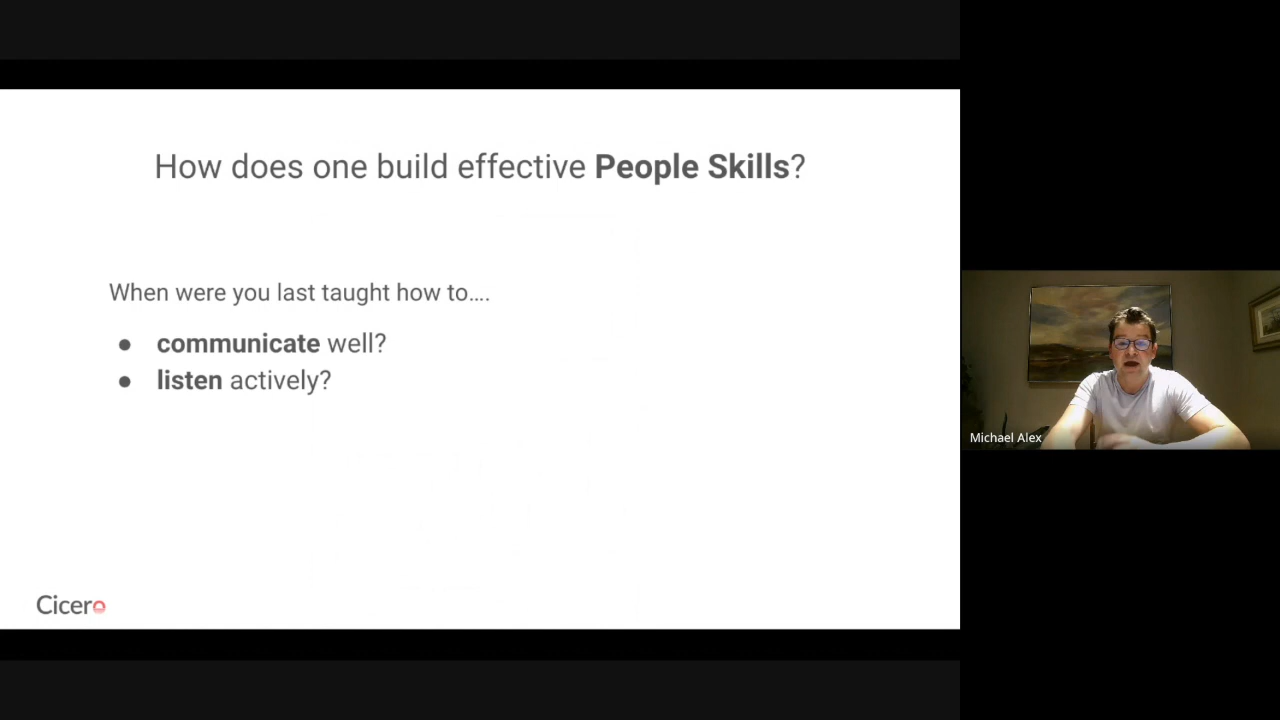 How does one build effective People Skills?
When were you last taught how to....
● communicate well?
● listen actively?
Cicero
Michael Alex